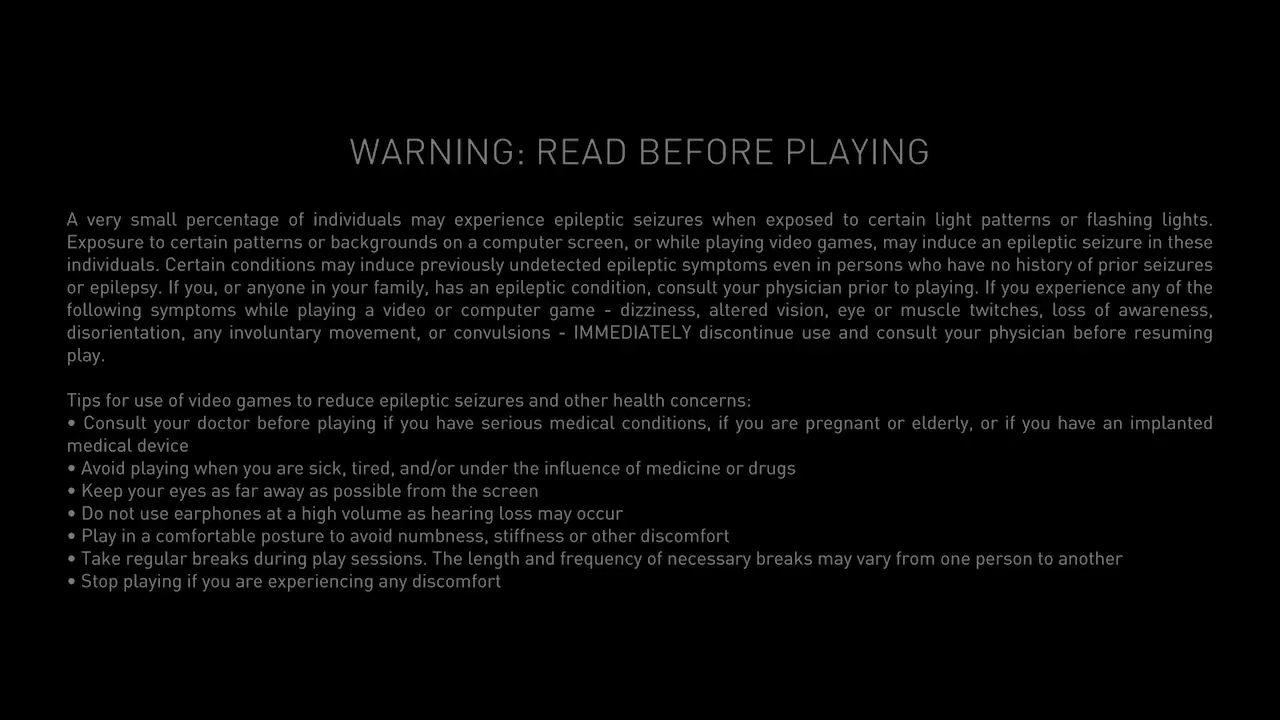 WARNING: READ BEFORE PLAYING
A very small percentage of individuals may experience epileptic seizures when exposed to certain light patterns or flashing lights.
Exposure to certain patterns or backgrounds on a computer screen, or while playing video games, may induce an epileptic seizure in these
individuals. Certain conditions may induce previously undetected epileptic symptoms even in persons who have no history of prior seizures
or epilepsy. If you, or anyone in your family, has an epileptic condition, consult your physician prior to playing. If you experience any of the
following symptoms while playing a video or computer game - dizziness, altered vision, eye or muscle twitches, loss of awareness,
disorientation, any involuntary movement, or convulsions - IMMEDIATELY discontinue use and consult your physician before resuming
play.
Tips for use of video games to reduce epileptic seizures and other health concerns:
• Consult your doctor before playing if you have serious medical conditions, if you are pregnant or elderly, or if you have an implanted
medical device
• Avoid playing when you are sick, tired, and/or under the influence of medicine or drugs
• Keep your eyes as far away as possible from the screen
• Do not use earphones at a high volume as hearing loss may occur
• Play in a comfortable posture to avoid numbness, stiffness or other discomfort
• Take regular breaks during play sessions. The length and frequency of necessary breaks may vary from one person to another
• Stop playing if you are experiencing any discomfort